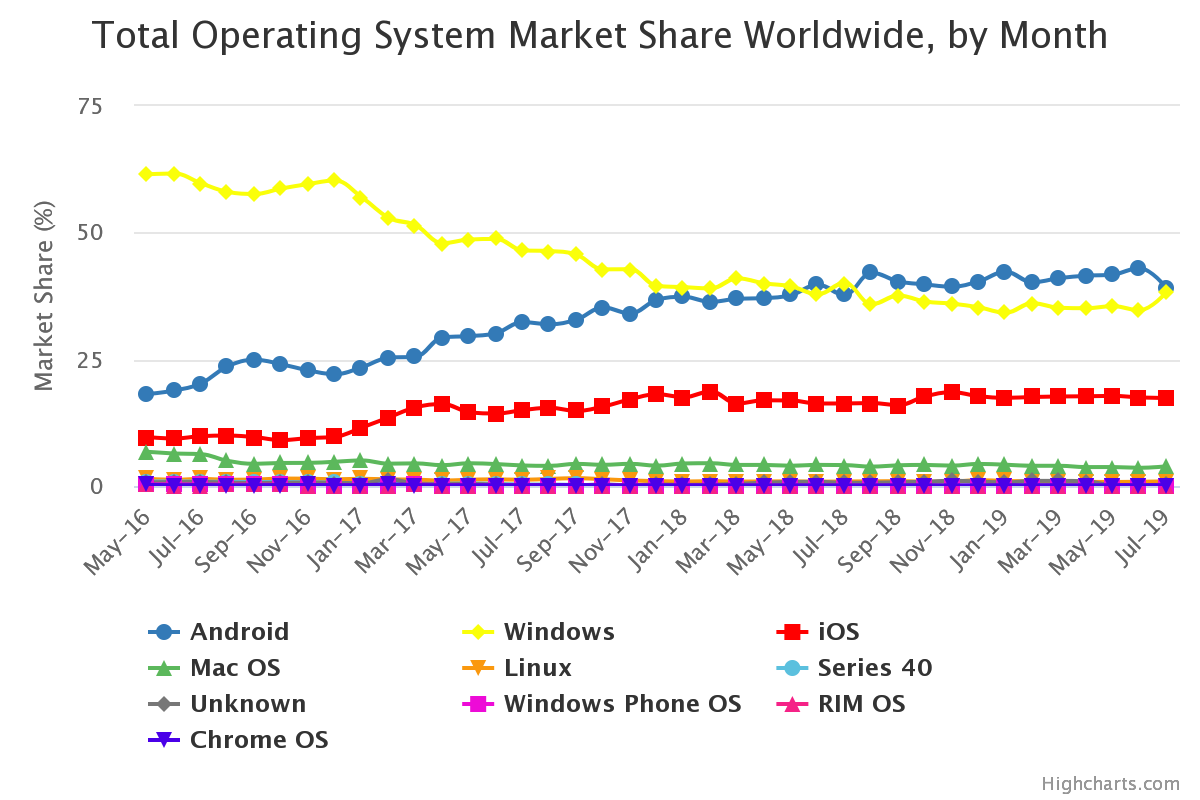 Total Operating System Market Share Worldwide, by Month
75
50
25
0
Market Share (%)
May-16
Jul-16
Sep-16
Nov-16
Jan-17
Mar-17
May-17
Jul-17
Sep-17
Nov-17
Jan-18
Mar-18
May-18
Jul-18
Sep-18
Nov-18
Jan-19
Mar-19
May-19
Jul-19
Android
Windows
iOS
Mac OS
Linux
Series 40
Unknown
Windows Phone OS
RIM OS
Chrome OS
Highcharts.com